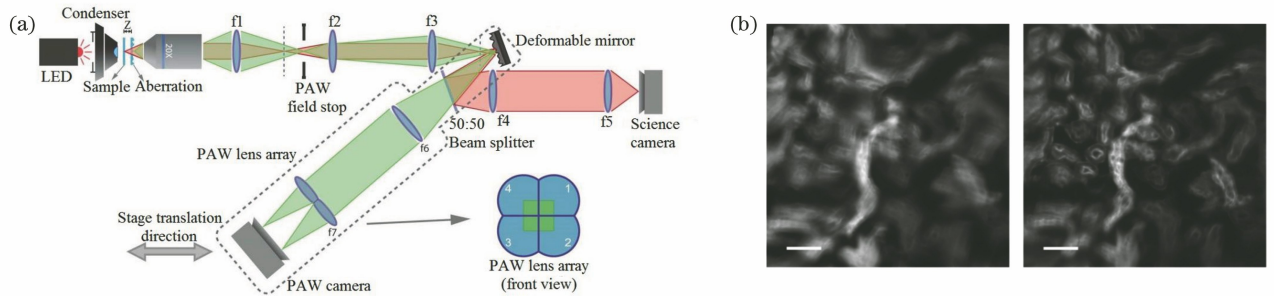 (a)
Condenser
Z
20X
f1
f2
f3
Deformable mirror
LED
Sample
Aberration
PAW
field stop
50:50
Beam splitter
f4
f5
Science
camera
PAW lens array
f6
f7
Stage translation
direction
PAW camera
4
1
3
2
PAW lens array
(front view)
(b)